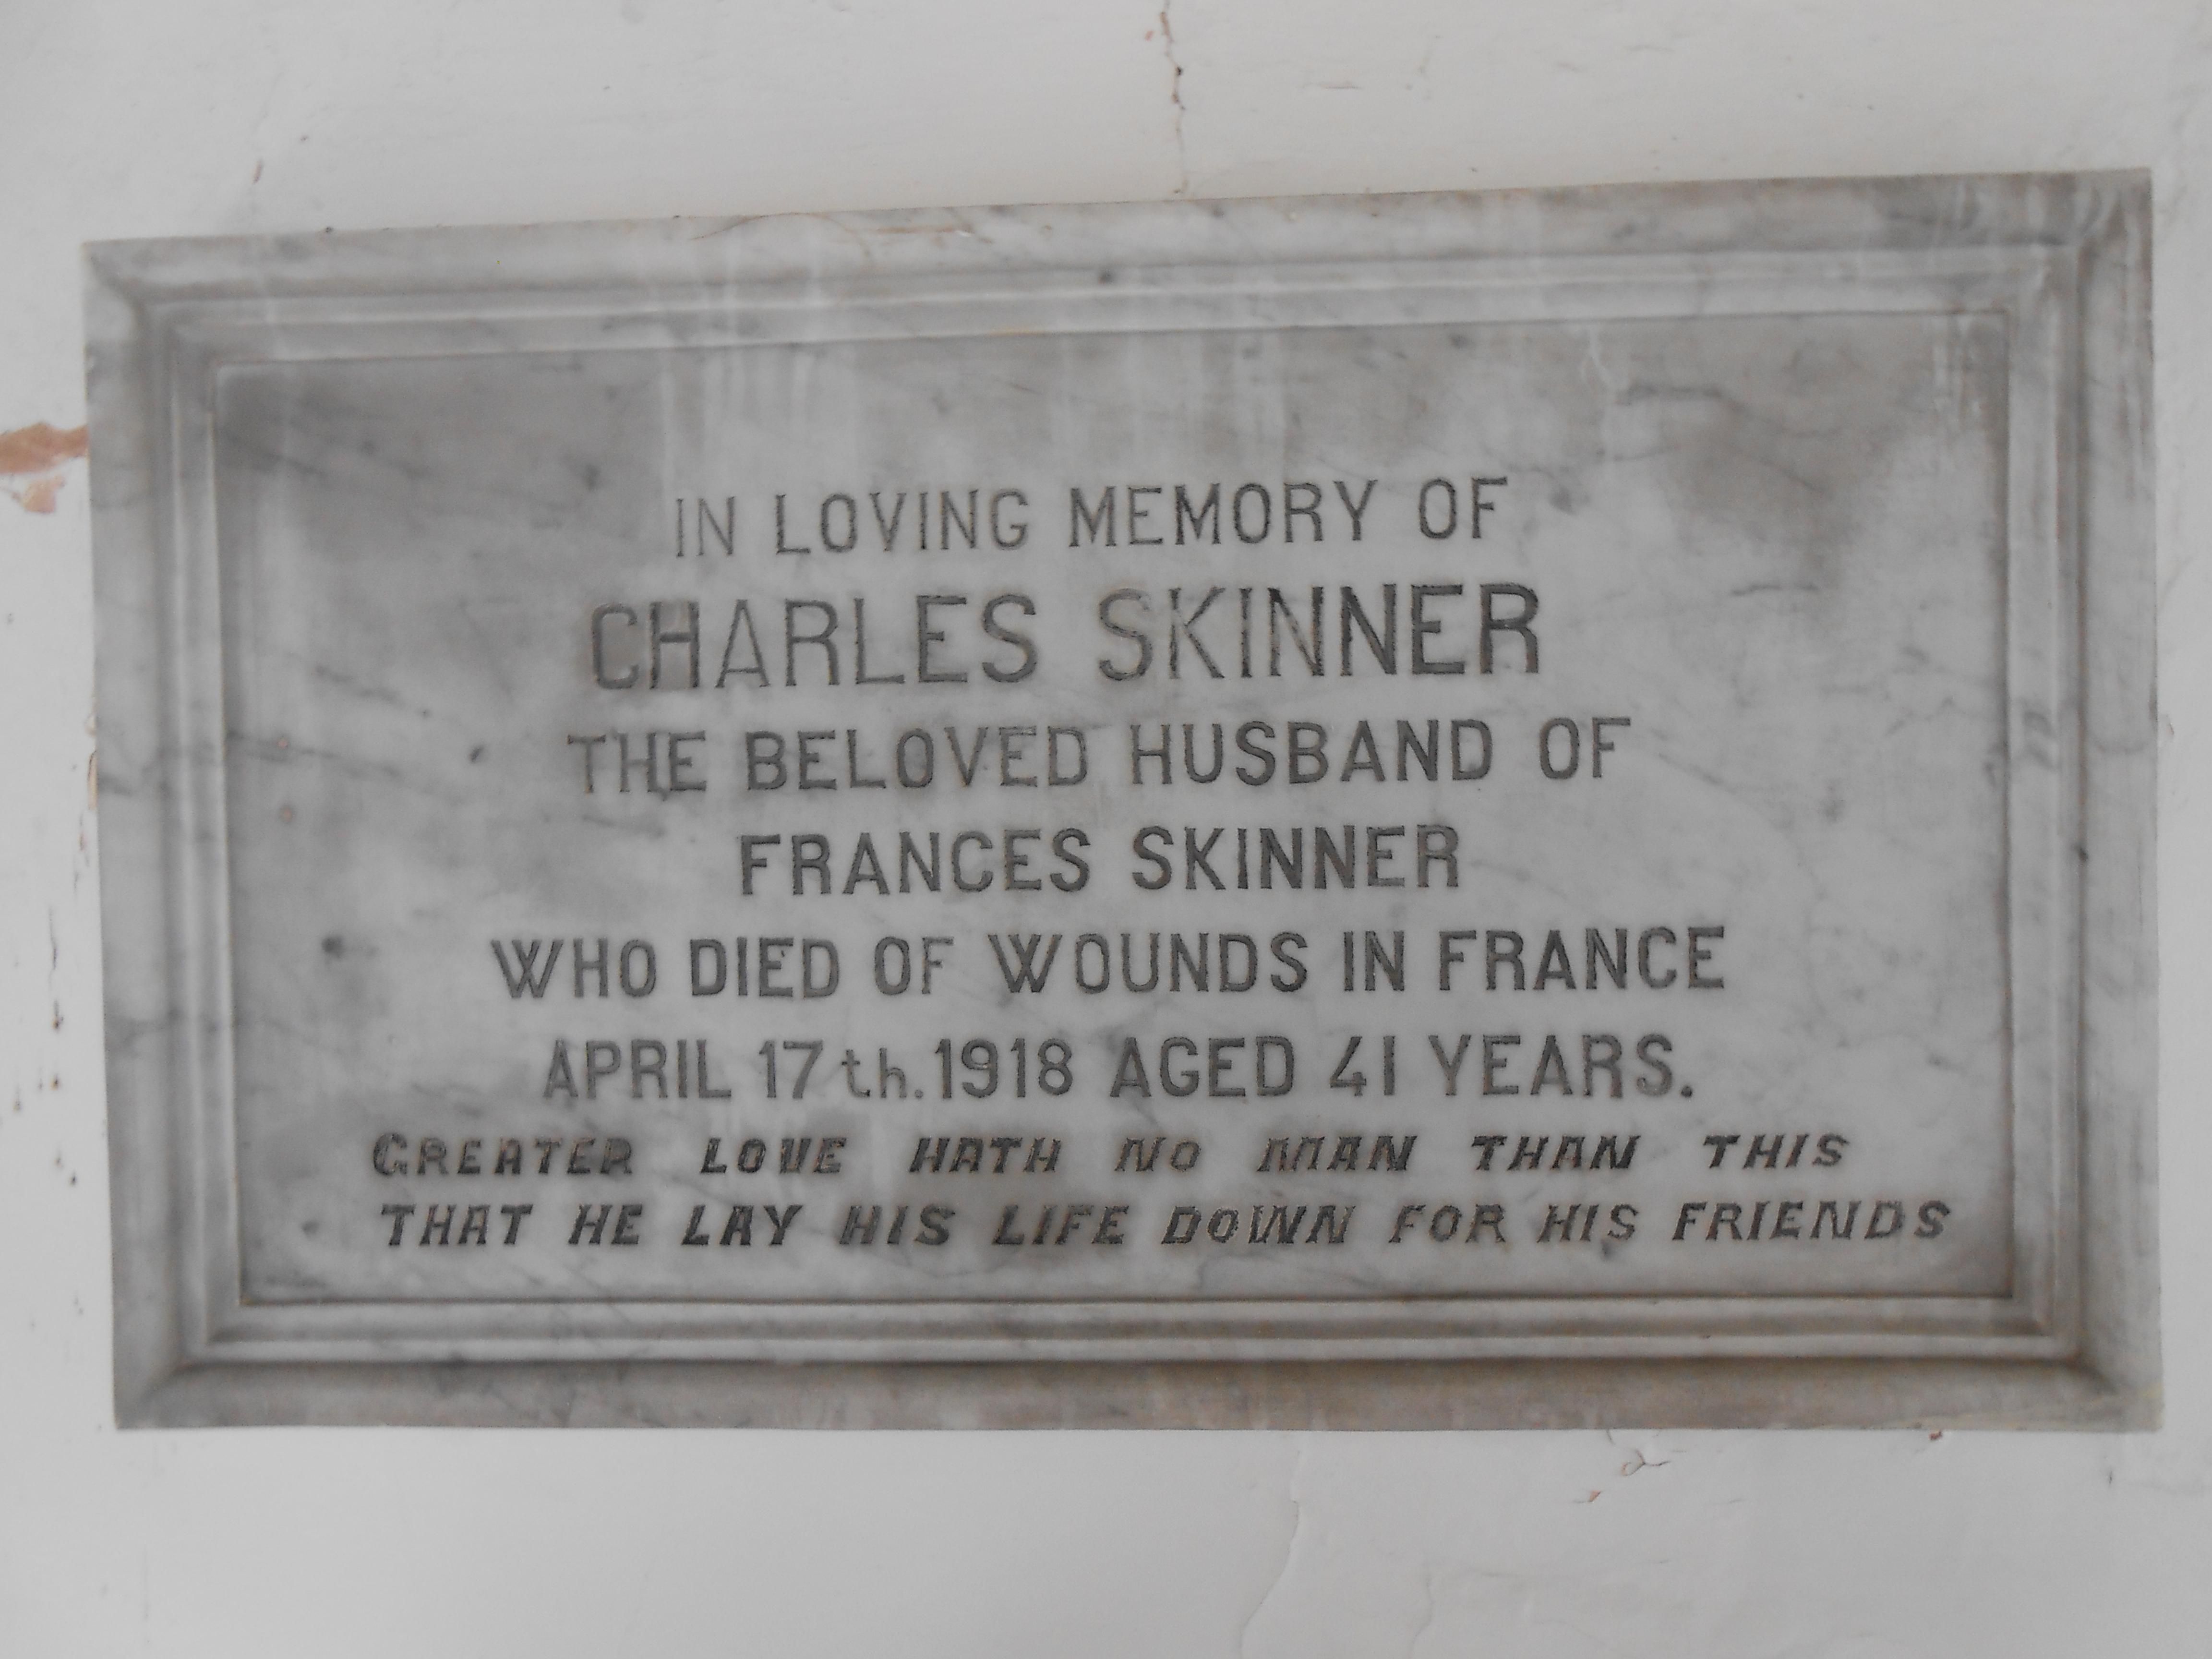 IN LOVING MEMORY OF
CHARLES SKINNER
THE BELOVED HUSBAND OF
FRANCES SKINNER
WHO DIED OF WOUNDS IN FRANCE
APRIL 17th. 1918 AGED 41 YEARS.
GREATER LOVE HATH NO MAN THAN THIS
THAT HE LAY HIS LIFE DOWN FOR HIS FRIENDS